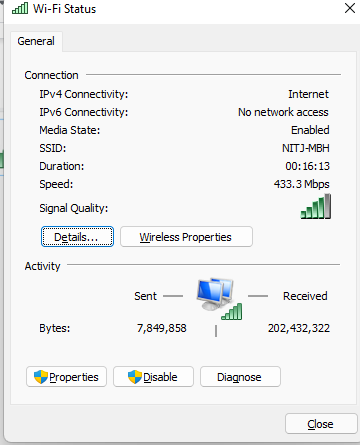 Wi-Fi Status
General
Connection
IPv4 Connectivity: Internet
IPv6 Connectivity: No network access
Media State: Enabled
SSID: NITJ-MBH
Duration: 00:16:13
Speed: 433.3 Mbps
Signal Quality:
Details... Wireless Properties
Activity
Sent Received
Bytes: 7,849,858 202,432,322
Properties Disable Diagnose
Close